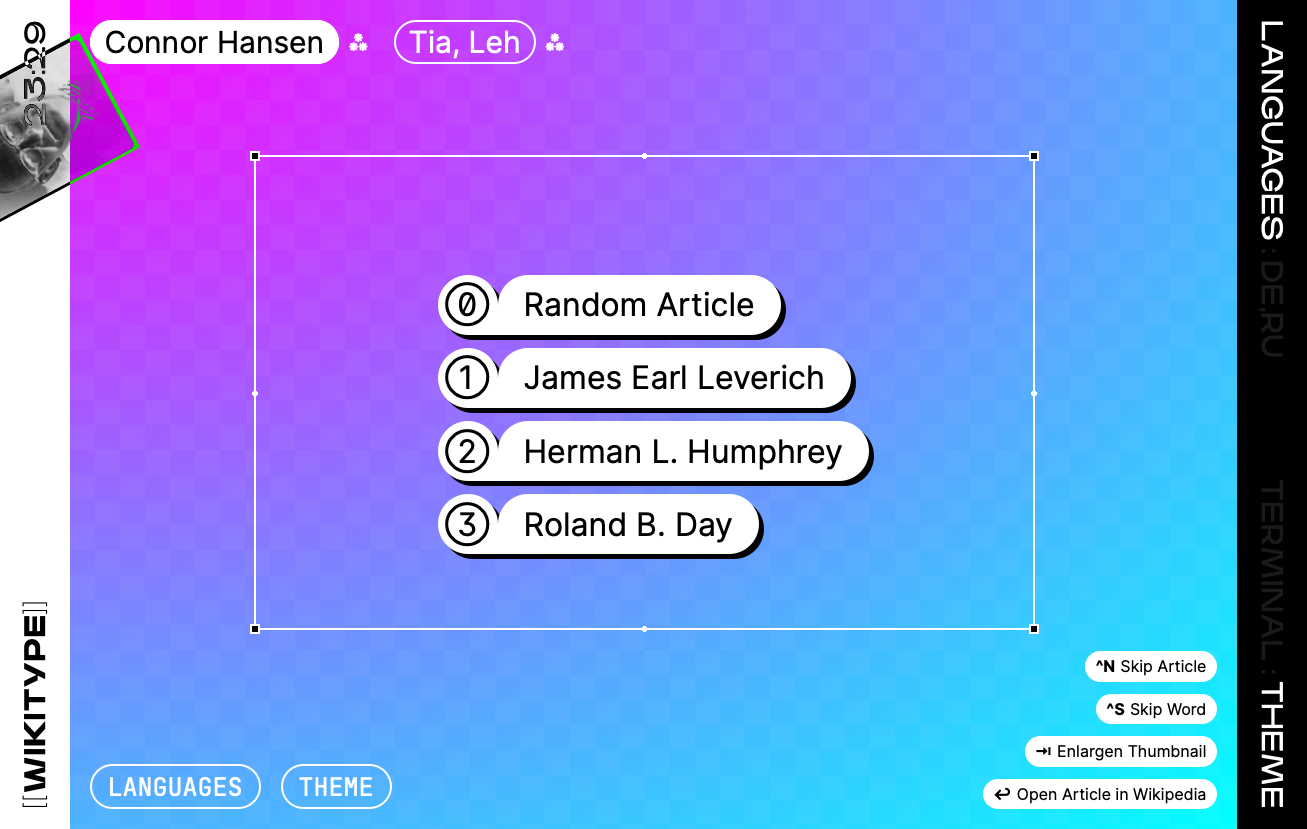 23:29
Connor Hansen
Tia, Leh
0 Random Article
1 James Earl Leverich
2 Herman L. Humphrey
3 Roland B. Day
^N Skip Article
^S Skip Word
⇥ Enlargen Thumbnail
↩ Open Article in Wikipedia
LANGUAGES
THEME
[[WIKITYPE]]
LANGUAGES : DE,RU
TERMINAL : THEME